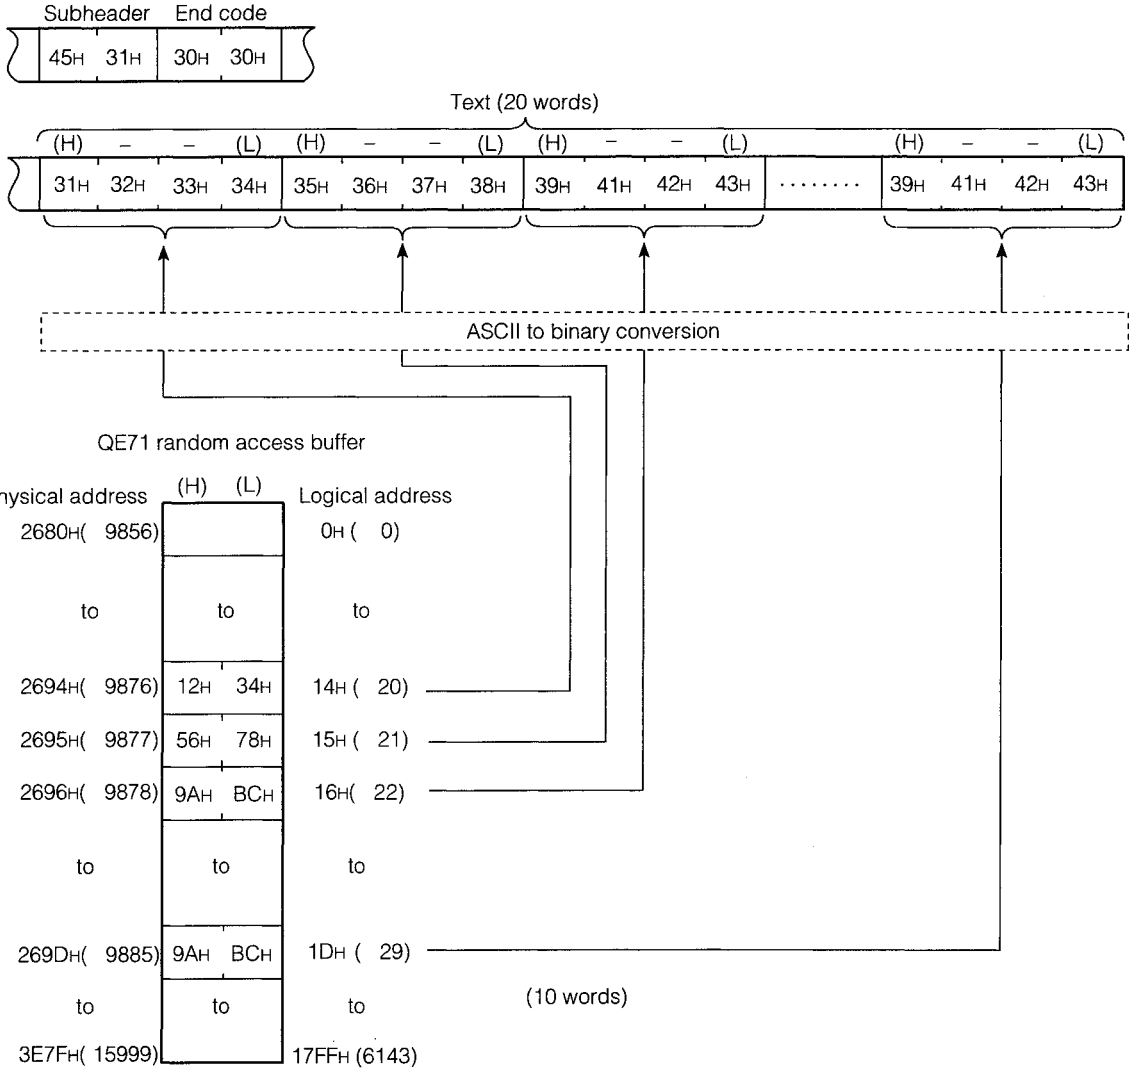 Subheader End code
45H 31H 30H 30H
Text (20 words)
(H) – – (L) (H) – – (L) (H) – – (L) (H) – – (L)
31H 32H 33H 34H 35H 36H 37H 38H 39H 41H 42H 43H ········ 39H 41H 42H 43H
ASCII to binary conversion
QE71 random access buffer
hysical address (H) (L) Logical address
2680H( 9856) 0H ( 0)
to to to
2694H( 9876) 12H 34H 14H ( 20)
2695H( 9877) 56H 78H 15H ( 21)
2696H( 9878) 9AH BCH 16H( 22)
to to to
269DH( 9885) 9AH BCH 1DH ( 29)
(10 words)
to to to
3E7FH( 15999) 17FFH (6143)